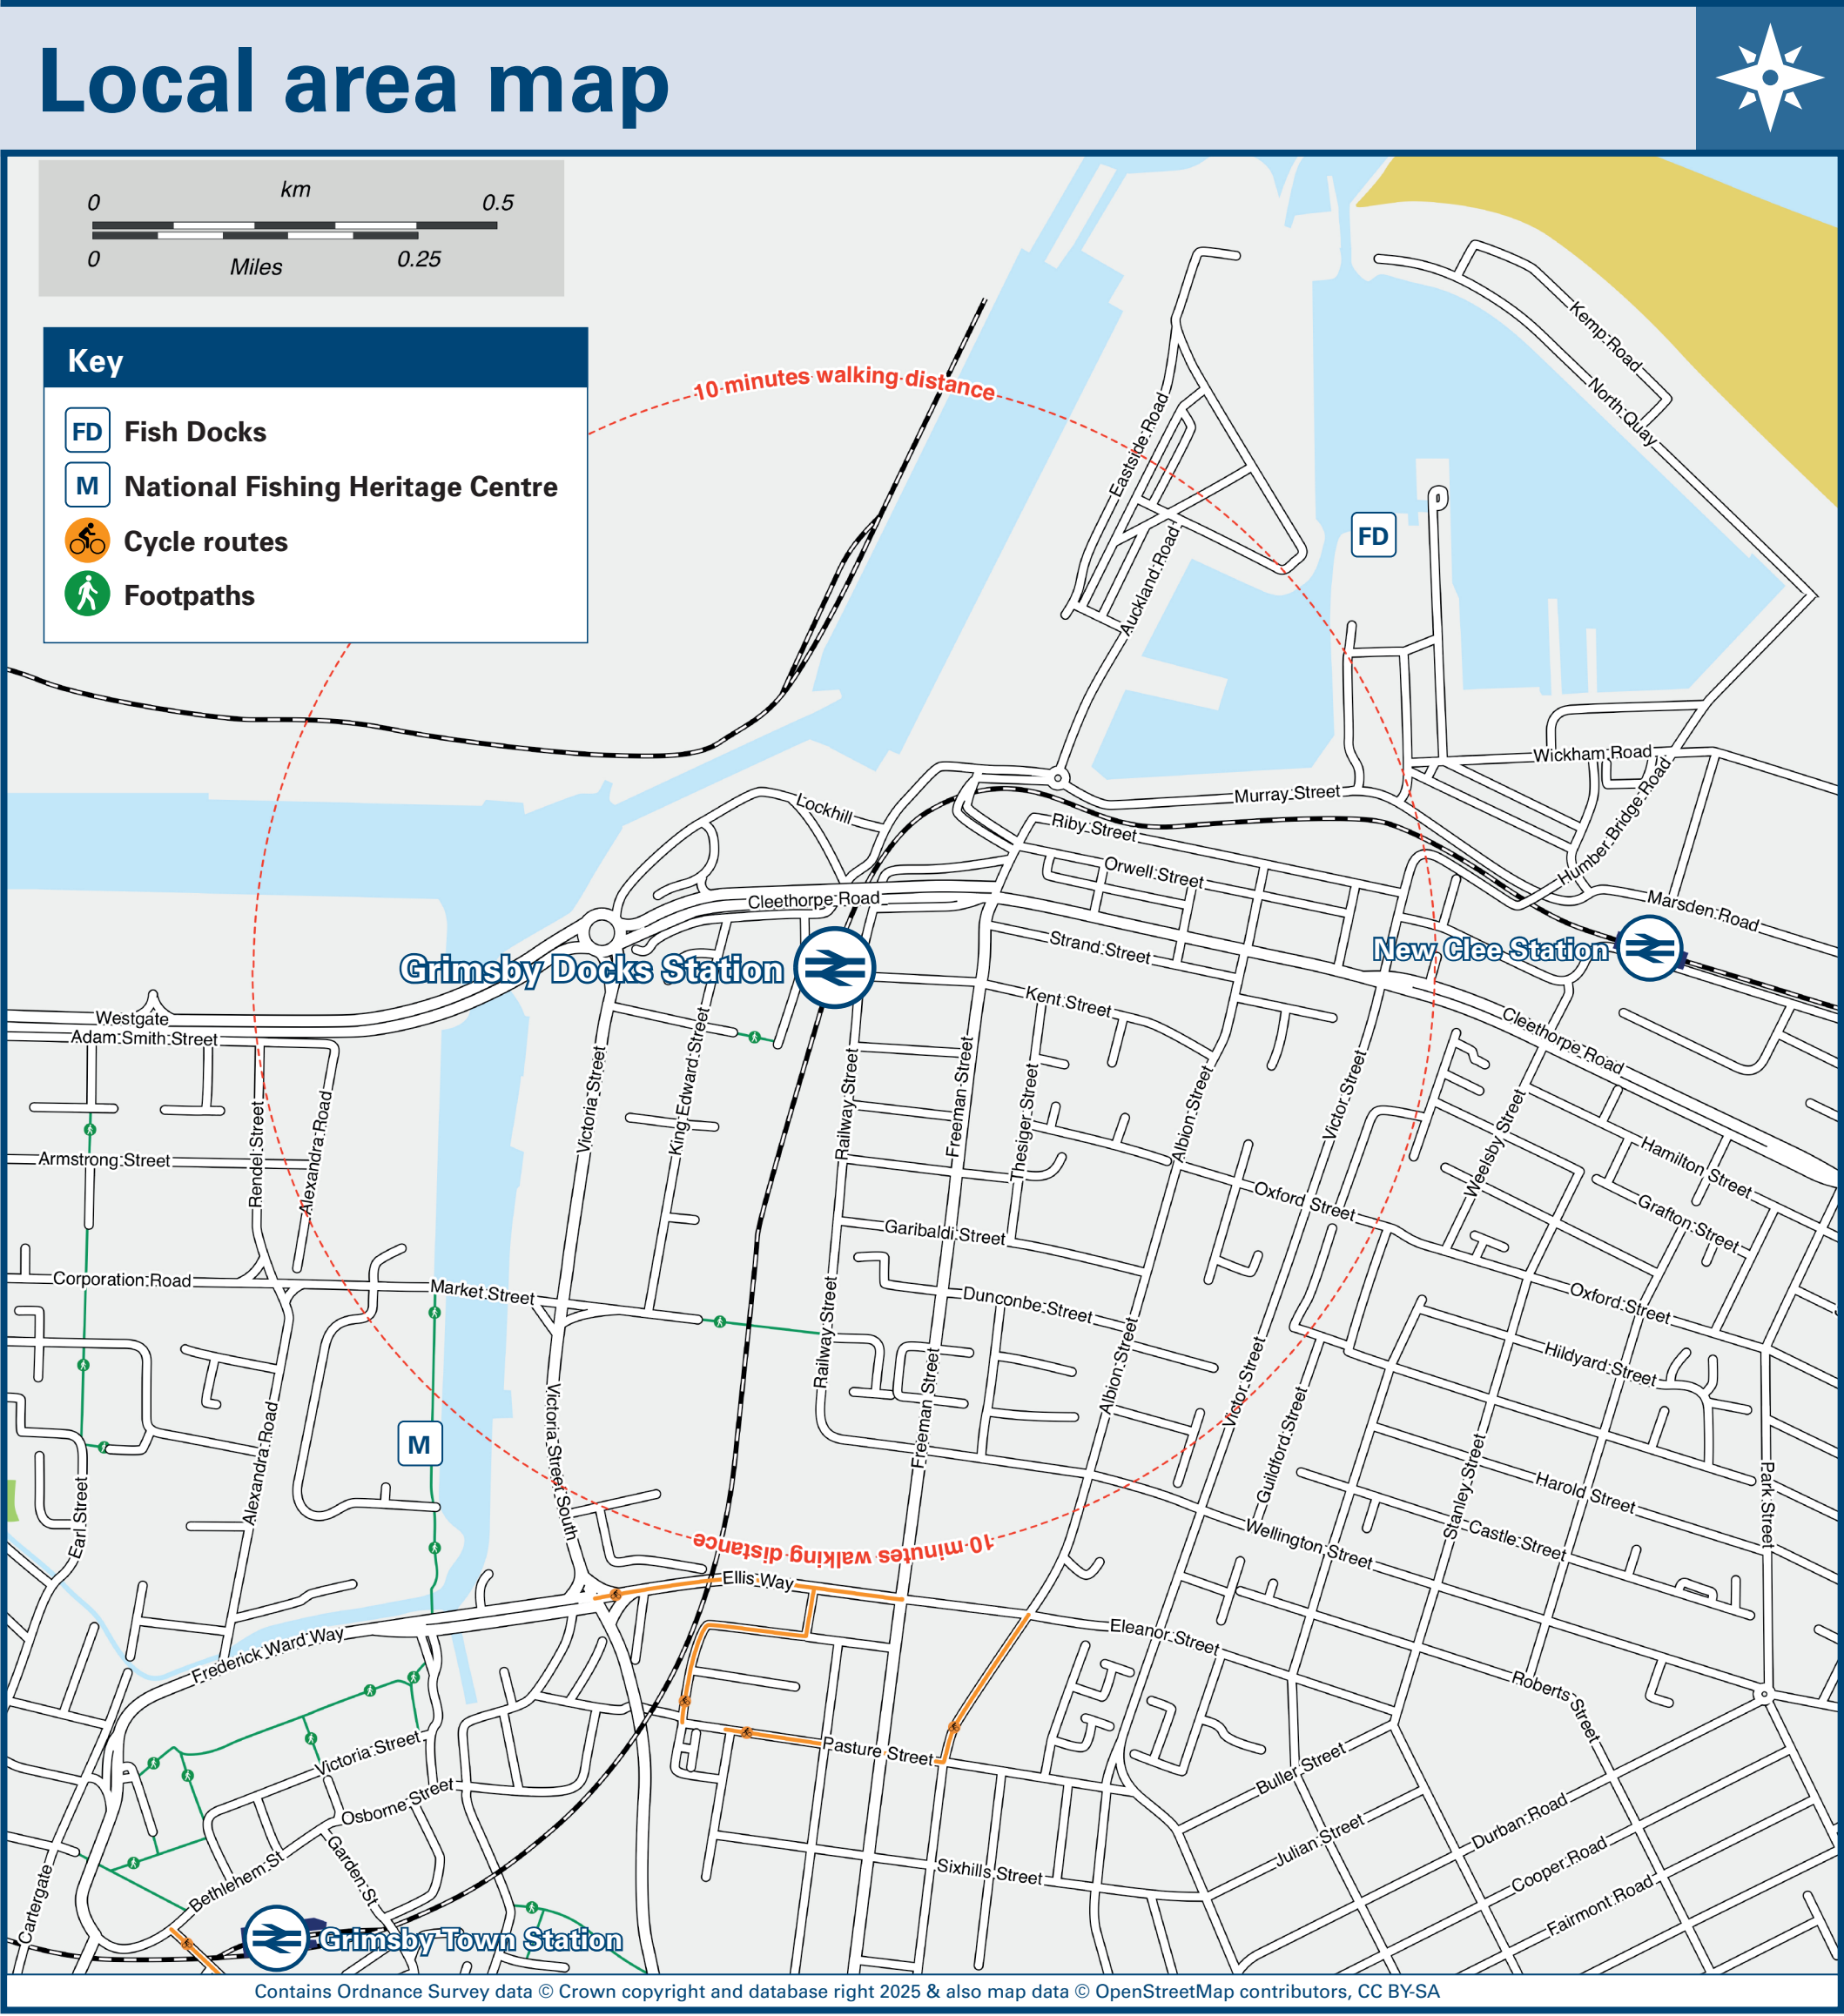 Local area map
km
0
0.5
0
Miles
0.25
Key
FD
Fish Docks
M
National Fishing Heritage Centre
Cycle routes
Footpaths
10 minutes walking distance
Kemp Road
North Quay
Eastside Road
Auckland Road
FD
Wickham Road
Murray Street
Humber Bridge Road
Lockhill
Riby Street
Orwell Street
Cleethorpe Road
Marsden Road
Strand Street
New Clee Station
Grimsby Docks Station
Kent Street
Westgate
Adam Smith Street
Cleethorpe Road
Victoria Street
King Edward Street
Railway Street
Freeman Street
Thesiger Street
Albion Street
Victor Street
Weelsby Street
Hamilton Street
Rendel Street
Alexandra Road
Armstrong Street
Oxford Street
Grafton Street
Garibaldi Street
Corporation Road
Market Street
Duncombe Street
Oxford Street
Railway Street
Freeman Street
Albion Street
Victor Street
Guildford Street
Hildyard Street
Victoria Street South
M
Alexandra Road
Earl Street
Stanley Street
Harold Street
Park Street
Castle Street
Wellington Street
10 minutes walking distance
Ellis Way
Eleanor Street
Frederick Ward Way
Roberts Street
Victoria Street
Pasture Street
Buller Street
Osborne Street
Durban Road
Julian Street
Garden St
Cooper Road
Bethlehem St
Sixhills Street
Fairmont Road
Cartergate
Grimsby Town Station
Contains Ordnance Survey data © Crown copyright and database right 2025 & also map data © OpenStreetMap contributors, CC BY-SA